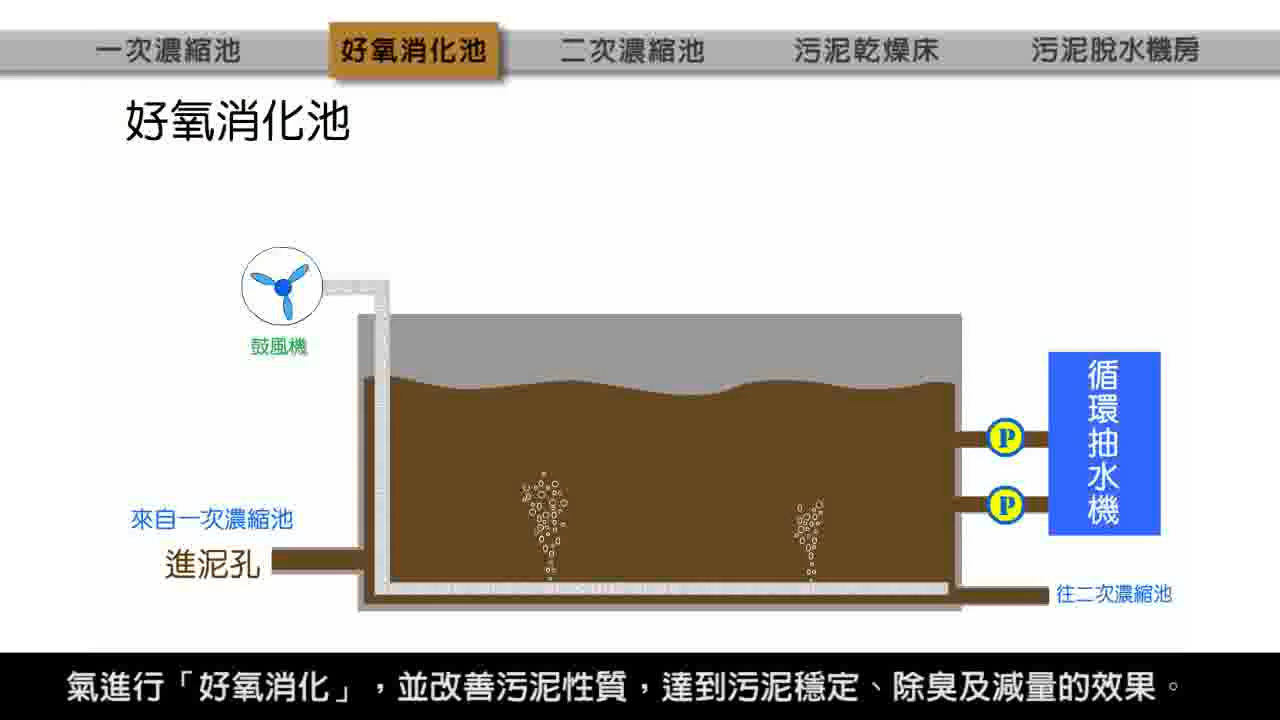 一次濃縮池 好氧消化池 二次濃縮池 污泥乾燥床 污泥脫水機房
好氧消化池
鼓風機
循環抽水機
P
P
來自一次濃縮池
進泥孔
往二次濃縮池
氣進行「好氧消化」，並改善污泥性質，達到污泥穩定、除臭及減量的效果。